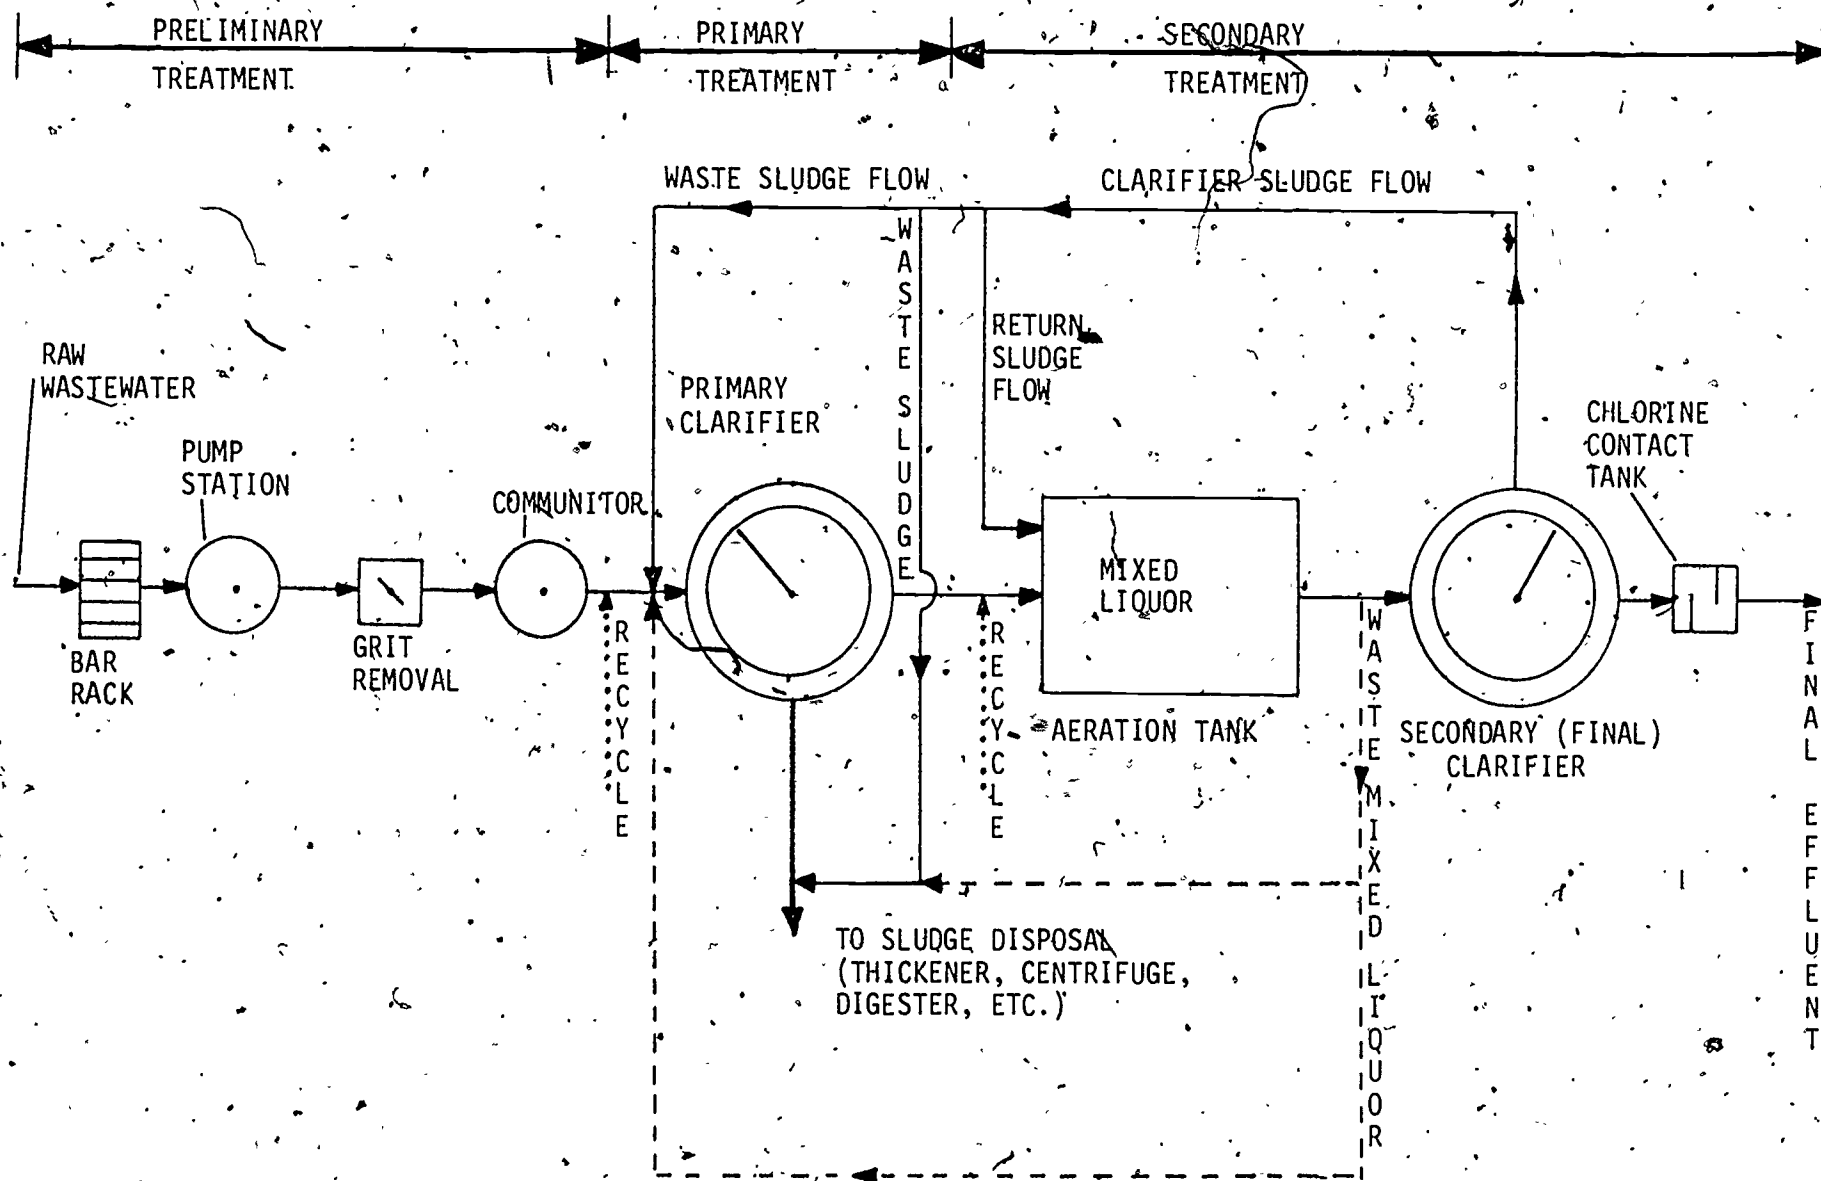 PRELIMINARY
TREATMENT
PRIMARY
TREATMENT
SECONDARY
TREATMENT
WASTE SLUDGE FLOW
CLARIFIER SLUDGE FLOW
WASTE SLUDGE
RETURN
SLUDGE
FLOW
RAW
WASTEWATER
PRIMARY
CLARIFIER
PUMP
STATION
COMMUNITOR
CHLORINE
CONTACT
TANK
MIXED
LIQUOR
BAR
RACK
GRIT
REMOVAL
RECYCLE
RECYCLE
AERATION TANK
WASTE MIXED LIQUOR
SECONDARY (FINAL)
CLARIFIER
FINAL EFFLUENT
TO SLUDGE DISPOSAL
(THICKENER, CENTRIFUGE,
DIGESTER, ETC.)